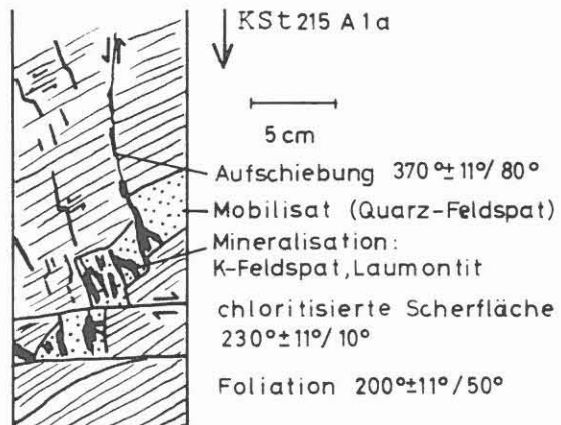 KSt 215 A 1a
5 cm
Aufschiebung 370°±11°/80°
Mobilisat (Quarz-Feldspat)
Mineralisation:
K-Feldspat, Laumontit
chloritisierte Scherfläche
230°±11°/10°
Foliation 200°±11°/50°